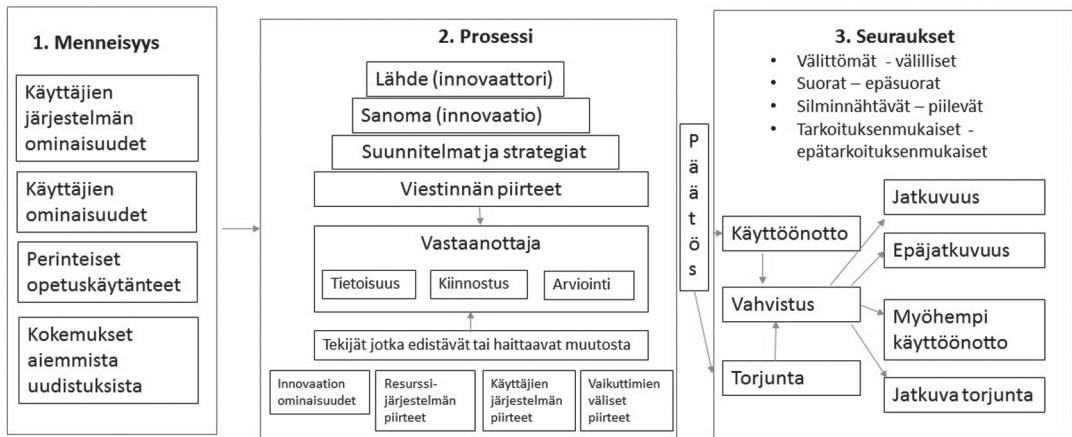 1. Menneisyys
Käyttäjien
järjestelmän
ominaisuudet
Käyttäjien
ominaisuudet
Perinteiset
opetuskäytänteet
Kokemukset
aiemmista
uudistuksista
2. Prosessi
Lähde (innovaattori)
Sanoma (innovaatio)
Suunnitelmat ja strategiat
Viestinnän piirteet
Vastaanottaja
Tietoisuus
Kiinnostus
Arviointi
Tekijät jotka edistävät tai haittaavat muutosta
Innovaation
ominaisuudet
Resurssi-
järjestelmän
piirteet
Käyttäjien
järjestelmän
piirteet
Vaikuttimien
väliset
piirteet
P
ä
ä
t
ö
s
3. Seuraukset
• Välittömät - välilliset
• Suorat – epäsuorat
• Silminnähtävät – piilevät
• Tarkoituksenmukaiset -
epätarkoituksenmukaiset
Käyttöönotto
Vahvistus
Torjunta
Jatkuvuus
Epäjatkuvuus
Myöhempi
käyttöönotto
Jatkuva torjunta